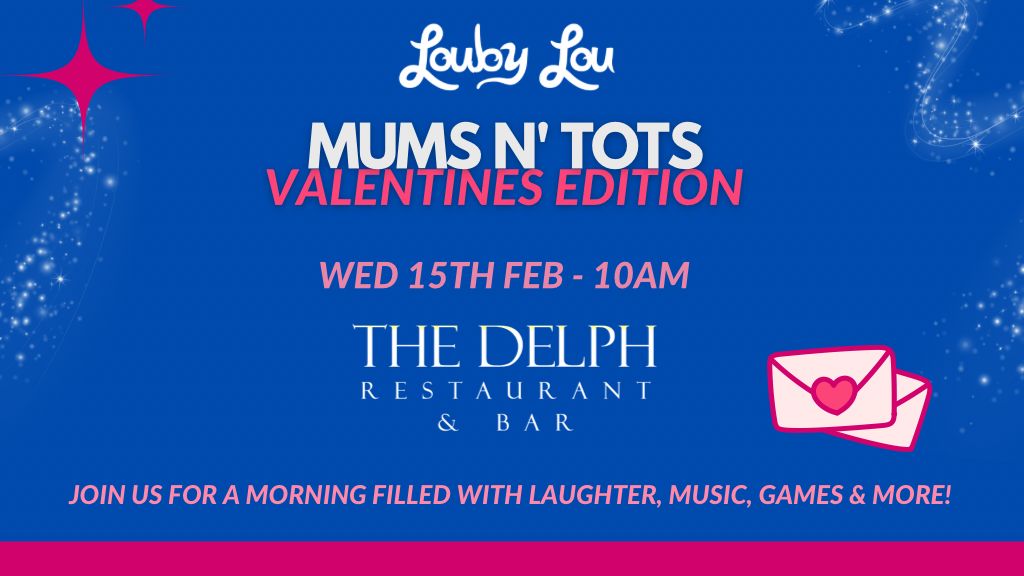 Louby Lou
MUMS N' TOTS
VALENTINES EDITION
WED 15TH FEB - 10AM
THE DELPH
RESTAURANT
& BAR
JOIN US FOR A MORNING FILLED WITH LAUGHTER, MUSIC, GAMES & MORE!